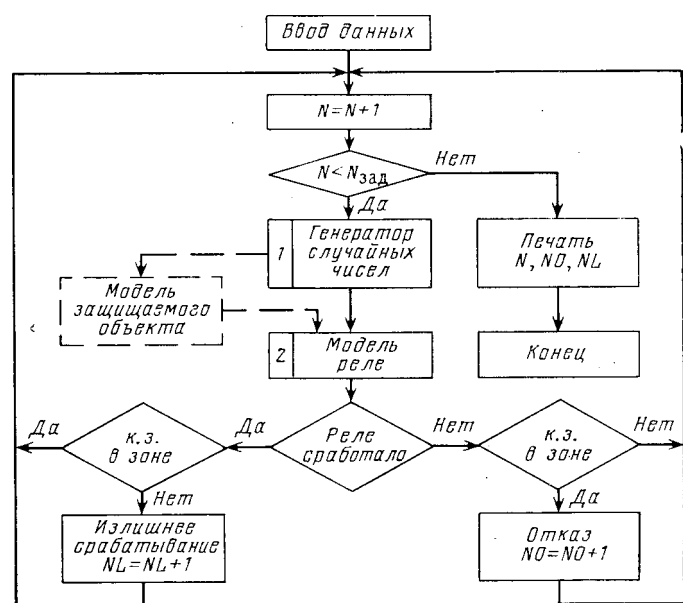 Ввод данных
N=N+1
N<Nзад
Нет
Да
1
Генератор
случайных
чисел
Печать
N, NO, NL
Модель
защищаемого
объекта
2
Модель
реле
Конец
Да
к.з.
в зоне
Да
Реле
сработало
Нет
к.з.
в зоне
Нет
Нет
Да
Излишнее
срабатывание
NL=NL+1
Отказ
NO=NO+1